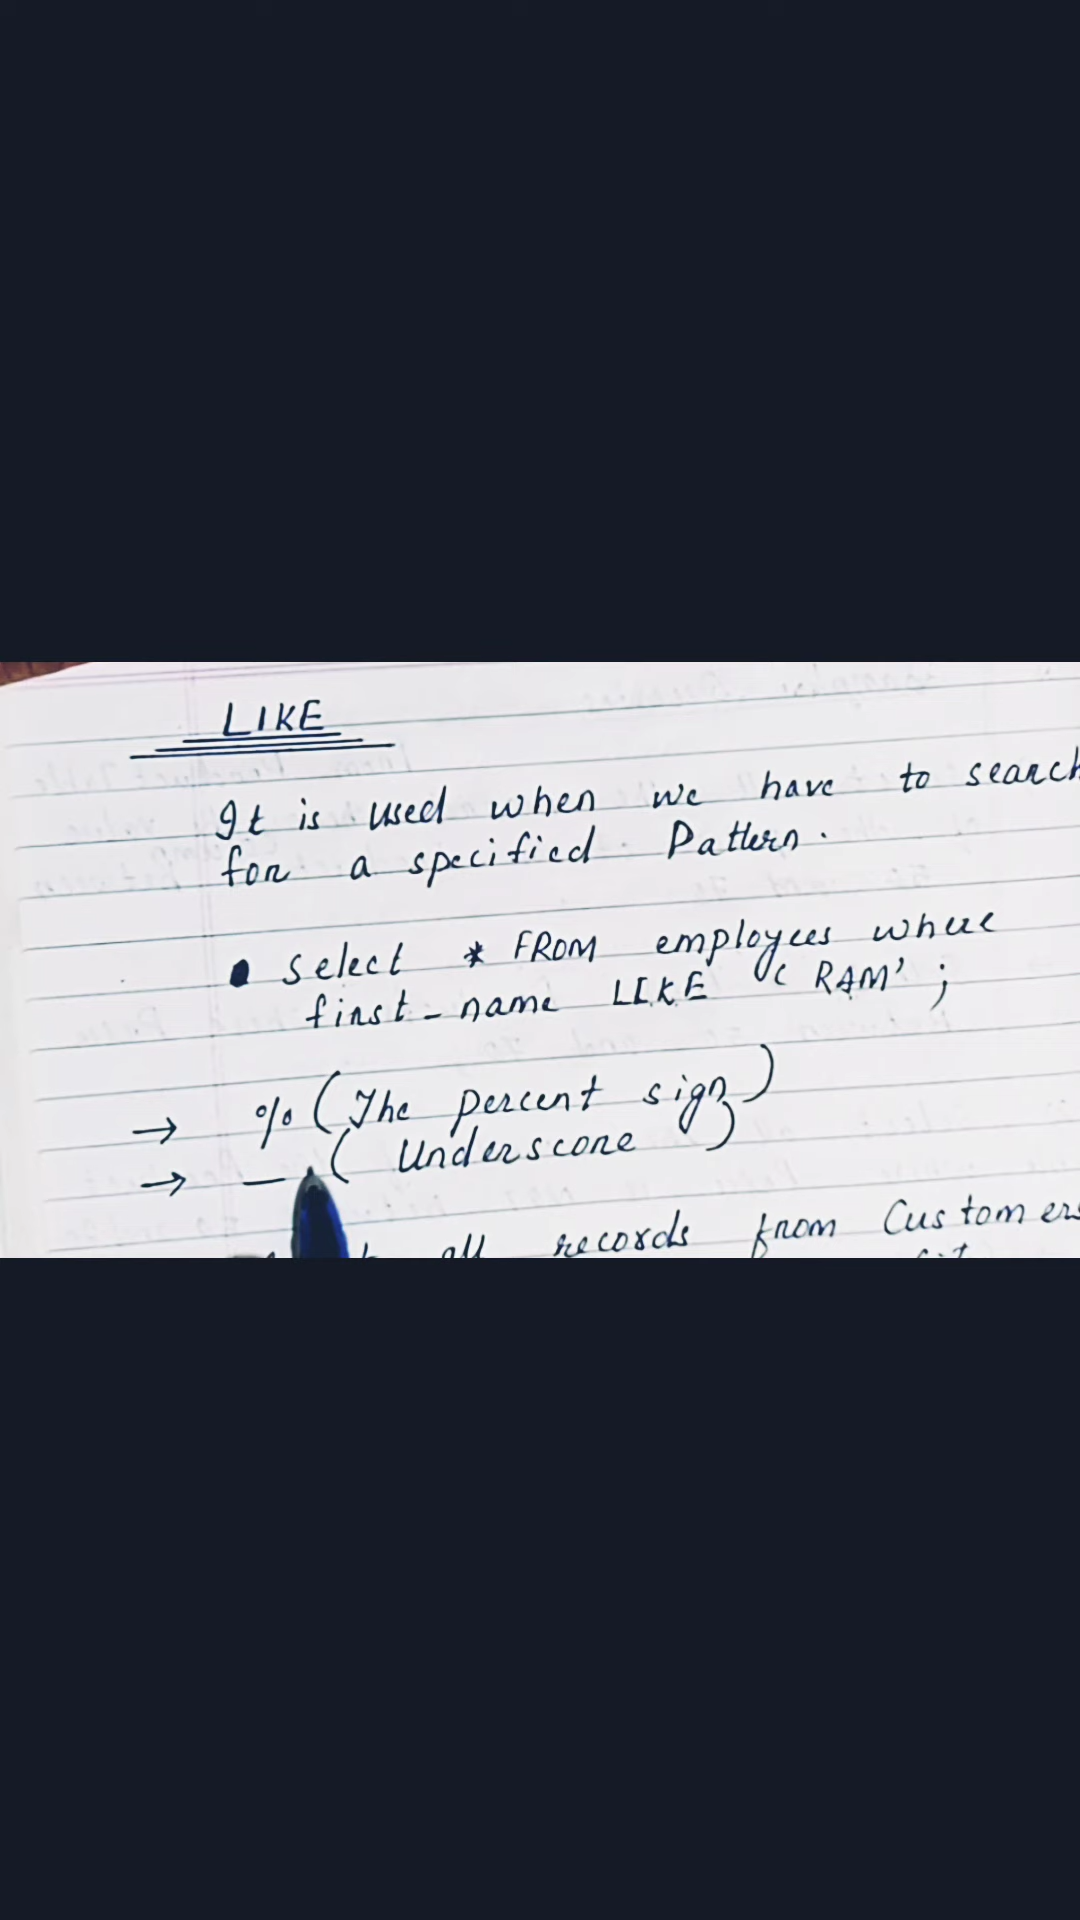 LIKE
It is used when we have to search
for a specified Pattern.
• Select * FROM employees where
first_name LIKE ‘RAM’;
→ % (The percent sign)
→ _ ( Underscore )
all records from Customers